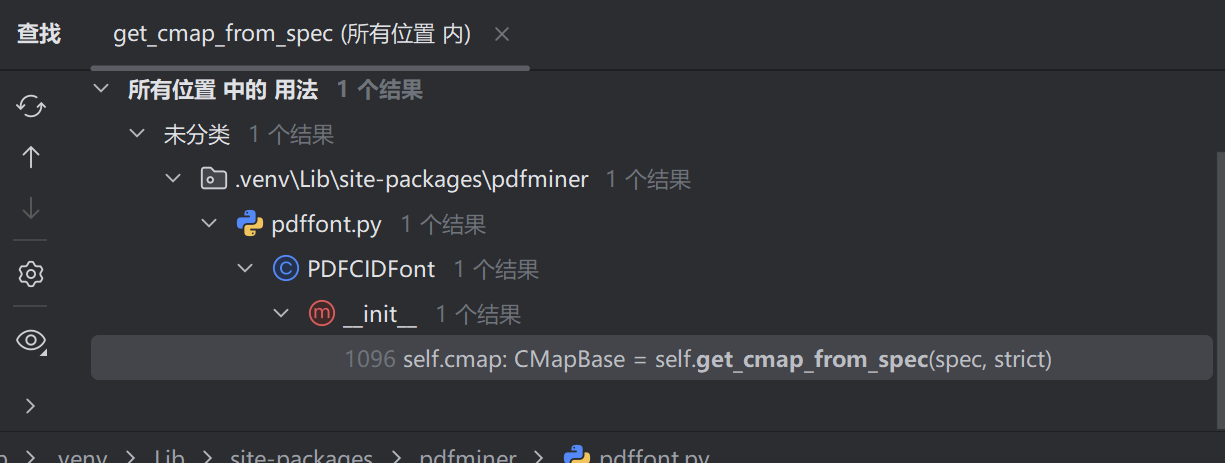 查找 get_cmap_from_spec (所有位置 内)
所有位置 中的 用法 1 个结果
未分类 1 个结果
.venv\Lib\site-packages\pdfminer 1 个结果
pdffont.py 1 个结果
PDFCIDFont 1 个结果
__init__ 1 个结果
1096 self.cmap: CMapBase = self.get_cmap_from_spec(spec, strict)
venv > Lib > site-packages > pdfminer > pdffont.py